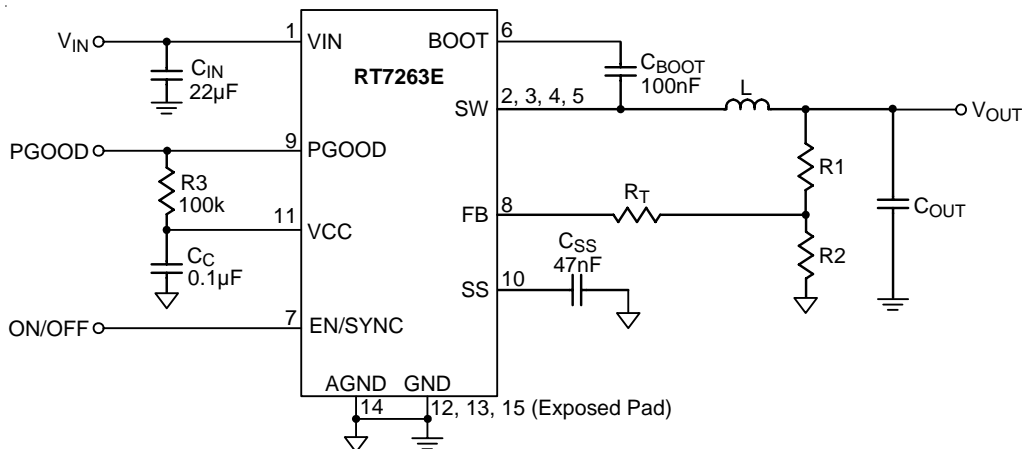 VIN
CIN
22µF
1
VIN
RT7263E
BOOT
6
CBOOT
100nF
SW
2, 3, 4, 5
L
VOUT
PGOOD
9
PGOOD
R3
100k
R1
FB
8
RT
COUT
11
VCC
CC
0.1µF
CSS
47nF
R2
SS
10
ON/OFF
7
EN/SYNC
AGND
GND
14
12, 13, 15 (Exposed Pad)